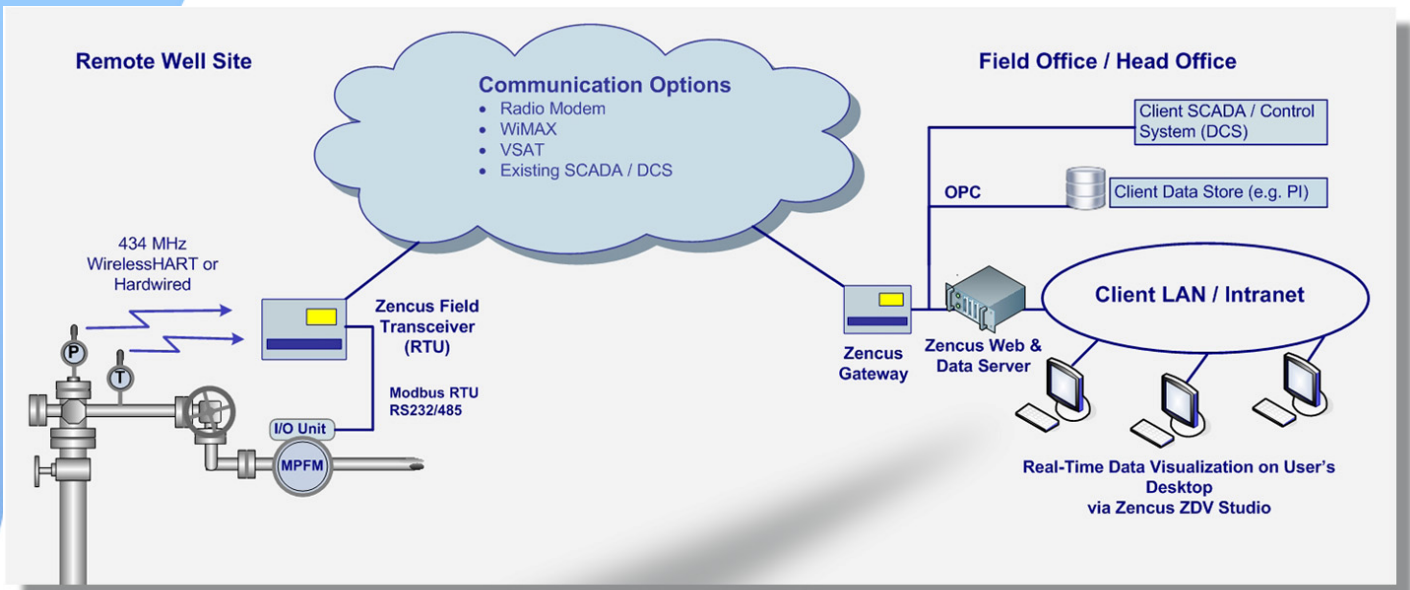 Remote Well Site
Communication Options
• Radio Modem
• WiMAX
• VSAT
• Existing SCADA / DCS
Field Office / Head Office
Client SCADA / Control
System (DCS)
OPC
Client Data Store (e.g. PI)
434 MHz
WirelessHART or
Hardwired
Zencus Field
Transceiver
(RTU)
P
T
Modbus RTU
RS232/485
I/O Unit
MPFM
Zencus
Gateway
Zencus Web &
Data Server
Client LAN / Intranet
Real-Time Data Visualization on User's
Desktop
via Zencus ZDV Studio